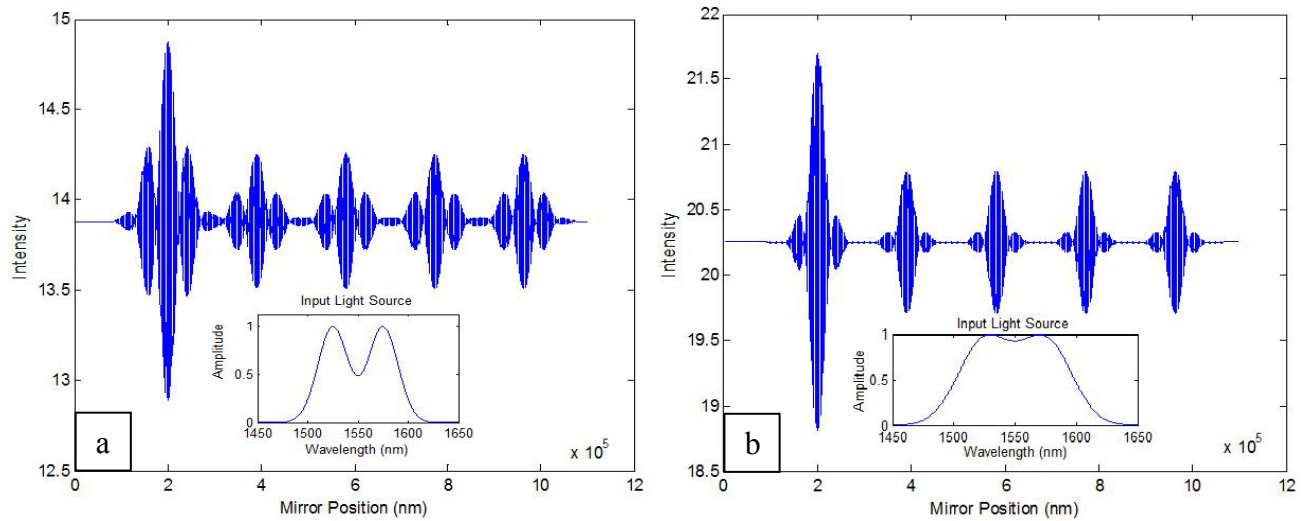 15
14.5
14
13.5
13
12.5
Intensity
0 2 4 6 8 10 12
Mirror Position (nm)
x 10^5
Input Light Source
1
0.5
0
Amplitude
1450 1500 1550 1600 1650
Wavelength (nm)
a
22
21.5
21
20.5
20
19.5
19
18.5
Intensity
0 2 4 6 8 10 12
Mirror Position (nm)
x 10^5
Input Light Source
1
0.5
0
Amplitude
1450 1500 1550 1600 1650
Wavelength (nm)
b